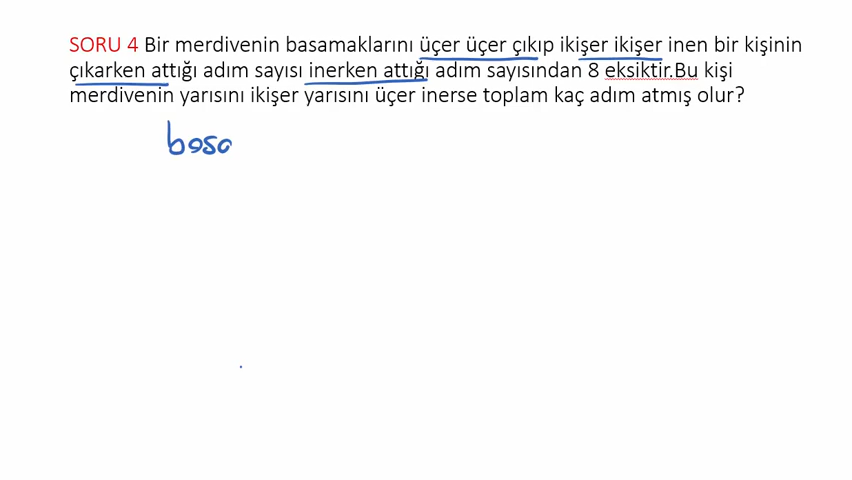 SORU 4 Bir merdivenin basamaklarını üçer üçer çıkıp ikişer ikişer inen bir kişinin
çıkarken attığı adım sayısı inerken attığı adım sayısından 8 eksiktir.Bu kişi
merdivenin yarısını ikişer yarısını üçer inerse toplam kaç adım atmış olur?
basa